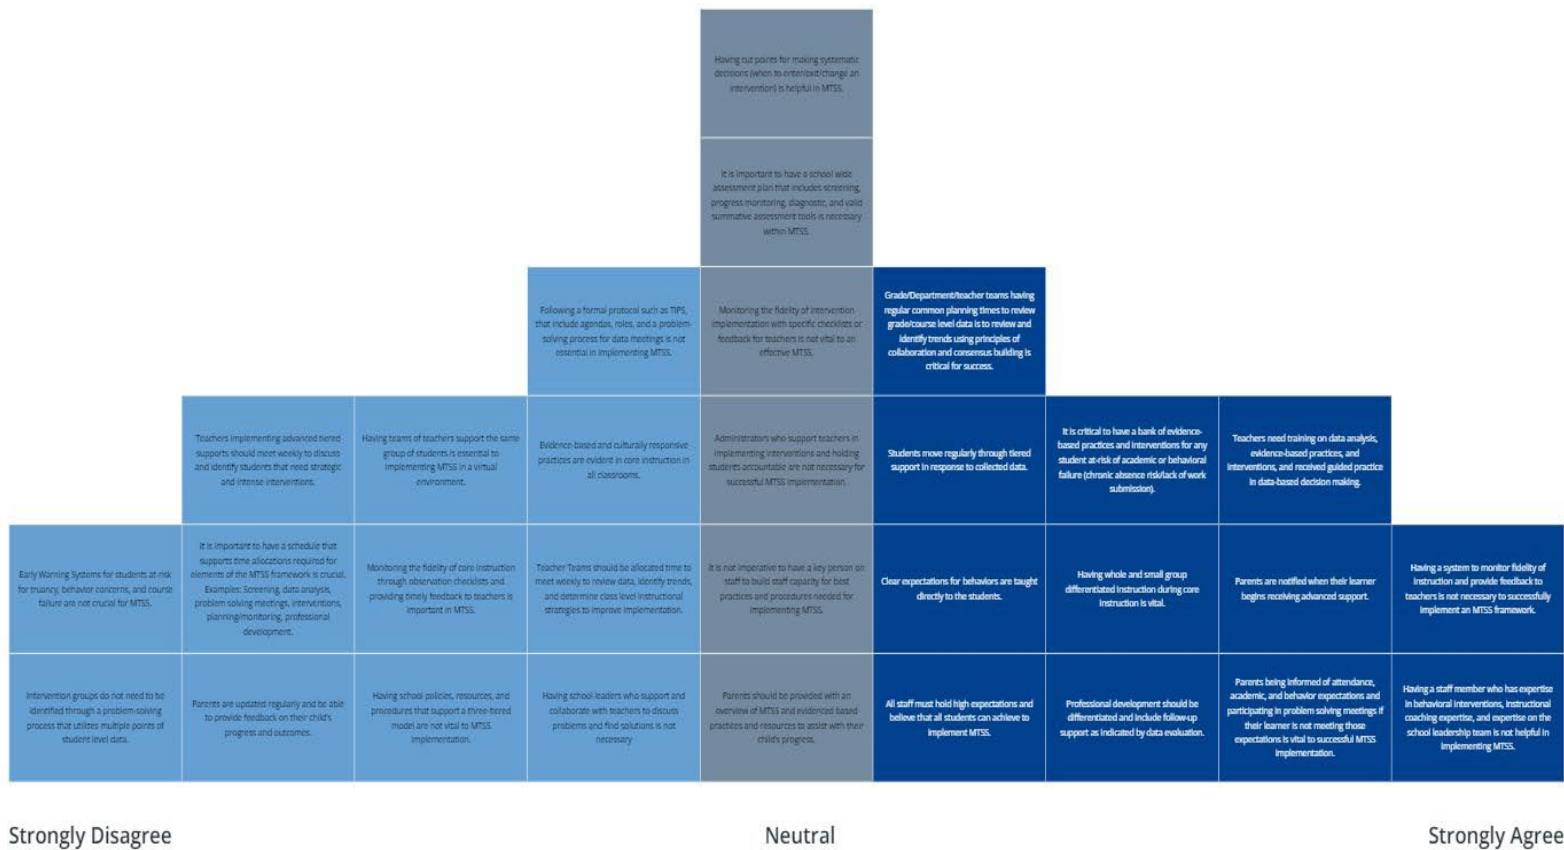 Having cut points for making systematic
decisions (when to enter/exit/change an
intervention) is helpful in MTSS.
It is important to have a school wide
assessment plan that includes screening,
progress monitoring, diagnostic, and valid
summative assessment tools is necessary
within MTSS.
Following a formal protocol such as TIPS,
that include agendas, roles, and a problem-
solving process for data meetings is not
essential in implementing MTSS.
Monitoring the fidelity of intervention
implementation with specific checklists or
feedback for teachers is not vital to an
effective MTSS.
Grade/Department/teacher teams having
regular common planning times to review
grade/course level data is to review and
identify trends using principles of
collaboration and consensus building is
critical for success.
Teachers implementing advanced tiered
supports should meet weekly to discuss
and identify students that need strategic
and intense interventions.
Having teams of teachers support the same
group of students is essential to
implementing MTSS in a virtual
environment.
Evidence-based and culturally responsive
practices are evident in core instruction in
all classrooms.
Administrators who support teachers in
implementing interventions and holding
students accountable are not necessary for
successful MTSS implementation.
Students move regularly through tiered
support in response to collected data.
It is critical to have a bank of evidence-
based practices and interventions for any
student at-risk of academic or behavioral
failure (chronic absence risk/lack of work
submission).
Teachers need training on data analysis,
evidence-based practices, and
interventions, and received guided practice
in data-based decision making.
Early Warning Systems for students at-risk
for truancy, behavior concerns, and course
failure are not crucial for MTSS.
It is important to have a schedule that
supports time allocations required for
elements of the MTSS framework is crucial.
Examples: Screening, data analysis,
problem solving meetings, interventions,
planning/monitoring, professional
development.
Monitoring the fidelity of core instruction
through observation checklists and
providing timely feedback to teachers is
important in MTSS.
Teacher Teams should be allocated time to
meet weekly to review data, identify trends,
and determine class level instructional
strategies to improve implementation.
It is not imperative to have a key person on
staff to build staff capacity for best
practices and procedures needed for
implementing MTSS.
Clear expectations for behaviors are taught
directly to the students.
Having whole and small group
differentiated instruction during core
instruction is vital.
Parents are notified when their learner
begins receiving advanced support.
Having a system to monitor fidelity of
instruction and provide feedback to
teachers is not necessary to successfully
implement an MTSS framework.
Intervention groups do not need to be
identified through a problem-solving
process that utilizes multiple points of
student level data.
Parents are updated regularly and be able
to provide feedback on their child's
progress and outcomes.
Having school policies, resources, and
procedures that support a three-tiered
model are not vital to MTSS
implementation.
Having school leaders who support and
collaborate with teachers to discuss
problems and find solutions is not
necessary
Parents should be provided with an
overview of MTSS and evidenced based
practices and resources to assist with their
child's progress.
All staff must hold high expectations and
believe that all students can achieve to
implement MTSS.
Professional development should be
differentiated and include follow-up
support as indicated by data evaluation.
Parents being informed of attendance,
academic, and behavior expectations and
participating in problem solving meetings if
their learner is not meeting those
expectations is vital to successful MTSS
implementation.
Having a staff member who has expertise
in behavioral interventions, instructional
coaching expertise, and expertise on the
school leadership team is not helpful in
implementing MTSS.
Strongly Disagree
Neutral
Strongly Agree